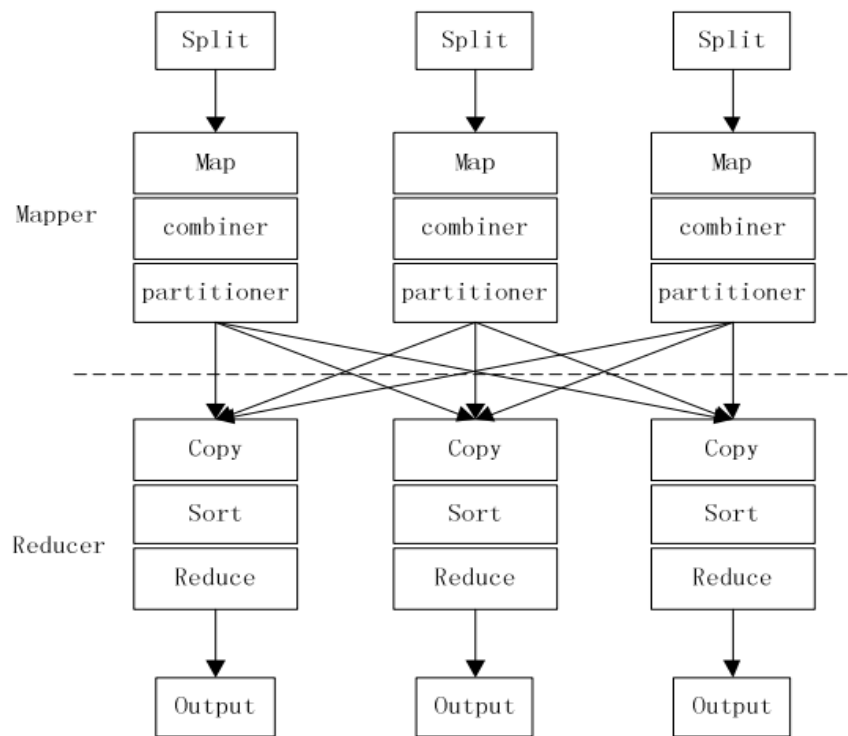 Split Split Split
Map Map Map
Mapper
combiner combiner combiner
partitioner partitioner partitioner
Copy Copy Copy
Sort Sort Sort
Reducer
Reduce Reduce Reduce
Output Output Output